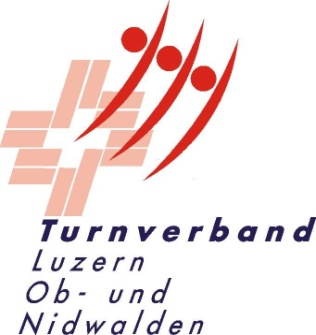 Turnverband
Luzern
Ob- und
Nidwalden